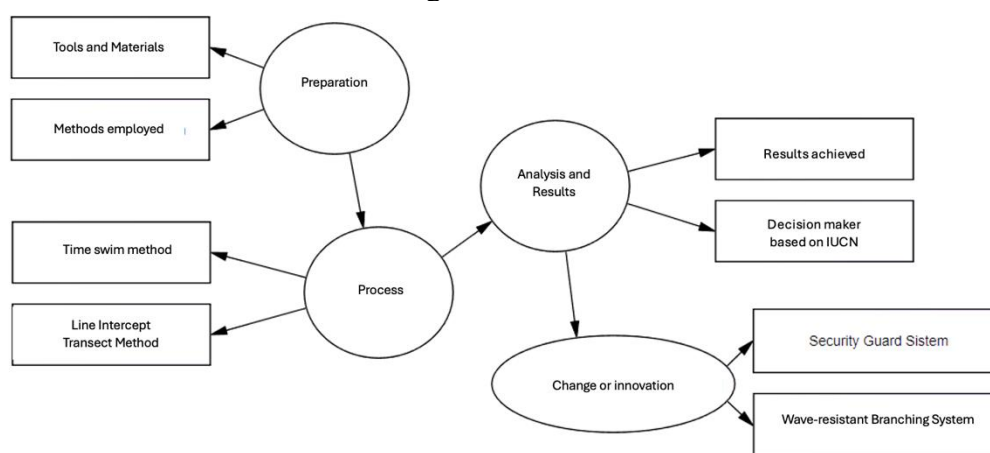 Tools and Materials
Preparation
Methods employed
Analysis and
Results
Results achieved
Decision maker
based on IUCN
Time swim method
Process
Line Intercept
Transect Method
Change or innovation
Security Guard Sistem
Wave-resistant Branching System